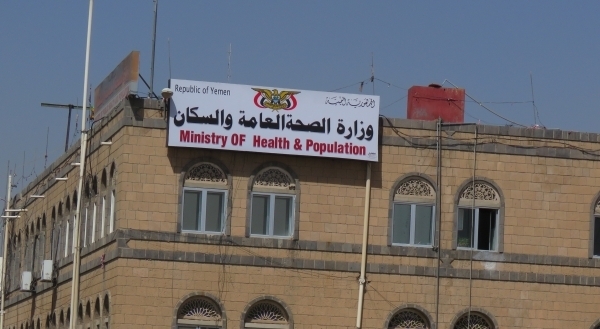 Republic of Yemen
الجمهورية اليمنية
وزارة الصحة العامة والسكان
Ministry OF Health & Population